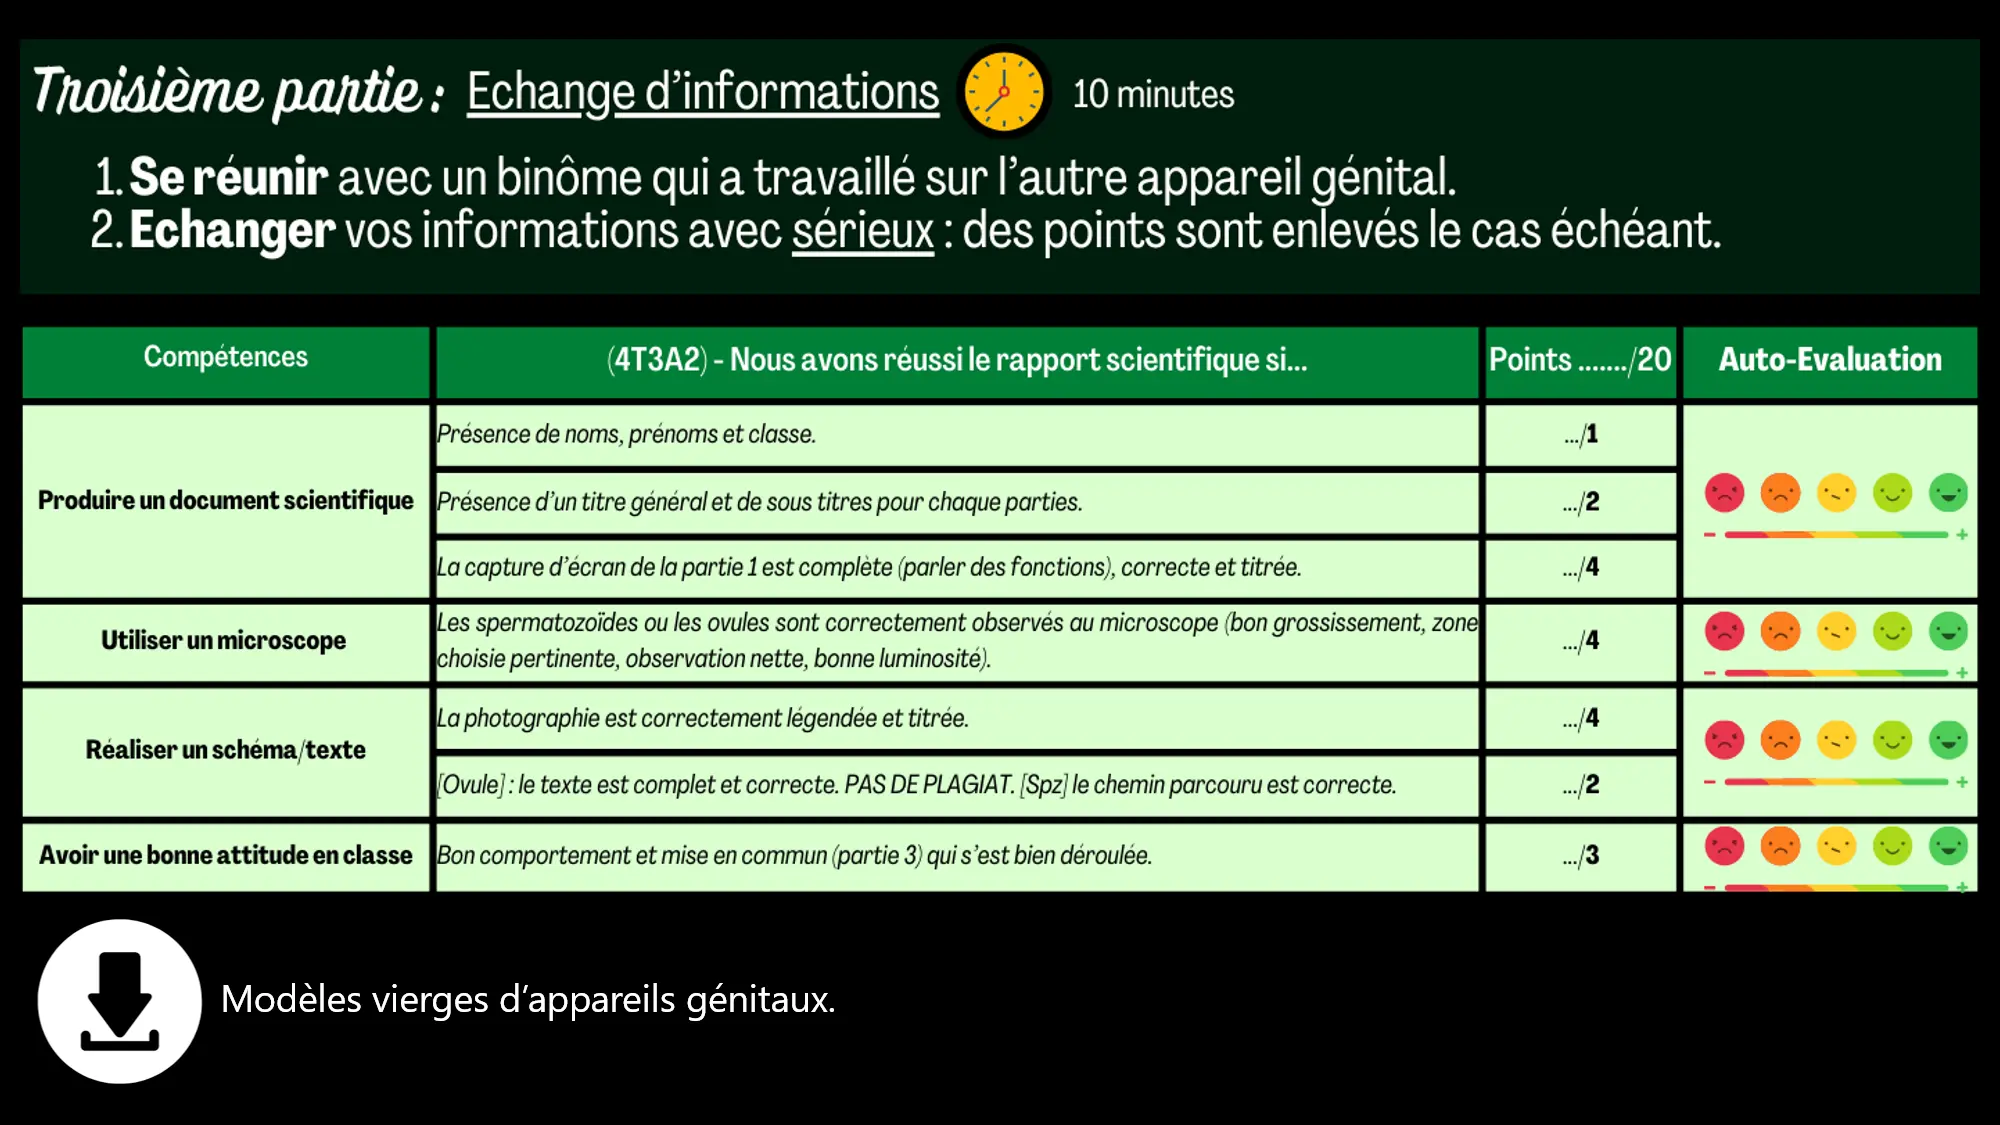 Troisième partie : Echange d'informations 10 minutes
1. Se réunir avec un binôme qui a travaillé sur l'autre appareil génital.
2. Echanger vos informations avec sérieux : des points sont enlevés le cas échéant.
Compétences
(4T3A2) - Nous avons réussi le rapport scientifique si...
Points ......./20
Auto-Evaluation
Produire un document scientifique
Présence de noms, prénoms et classe.
.../1
Présence d'un titre général et de sous titres pour chaque parties.
.../2
La capture d'écran de la partie 1 est complète (parler des fonctions), correcte et titrée.
.../4
- +
Utiliser un microscope
Les spermatozoïdes ou les ovules sont correctement observés au microscope (bon grossissement, zone
choisie pertinente, observation nette, bonne luminosité).
.../4
- +
Réaliser un schéma/texte
La photographie est correctement légendée et titrée.
.../4
[Ovule] : le texte est complet et correcte. PAS DE PLAGIAT. [Spz] le chemin parcouru est correcte.
.../2
- +
Avoir une bonne attitude en classe
Bon comportement et mise en commun (partie 3) qui s'est bien déroulée.
.../3
- +
Modèles vierges d'appareils génitaux.